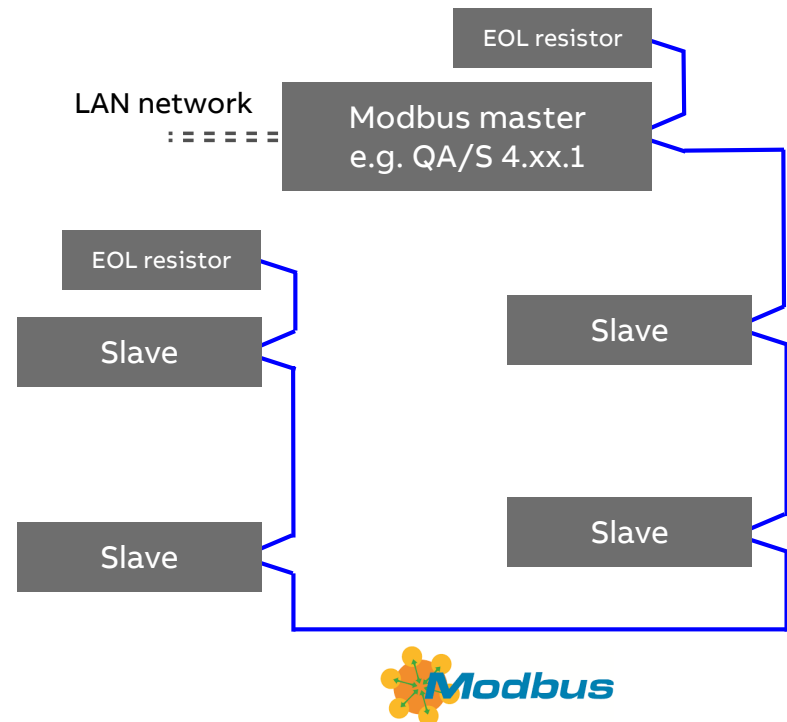 EOL resistor
LAN network
Modbus master
e.g. QA/S 4.xx.1
EOL resistor
Slave
Slave
Slave
Slave
Modbus